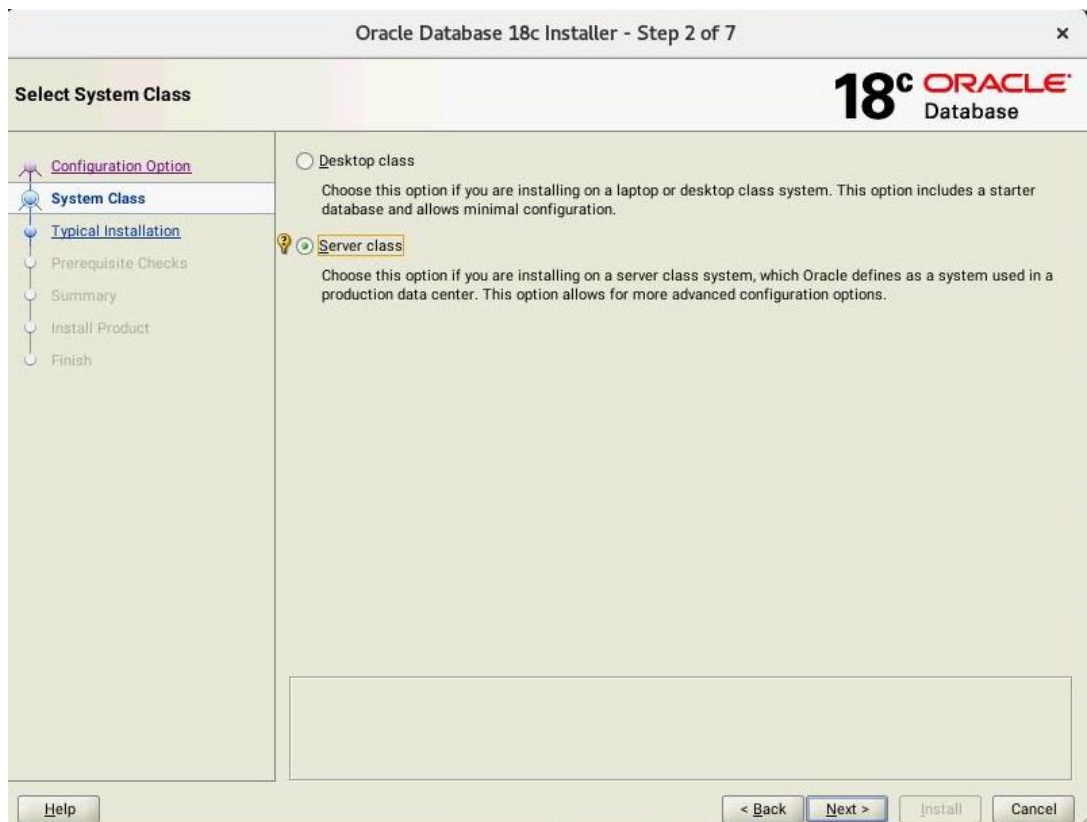 Oracle Database 18c Installer - Step 2 of 7
Select System Class
18c ORACLE
Database
Configuration Option
System Class
Typical Installation
Prerequisite Checks
Summary
Install Product
Finish
Desktop class
Choose this option if you are installing on a laptop or desktop class system. This option includes a starter
database and allows minimal configuration.
Server class
Choose this option if you are installing on a server class system, which Oracle defines as a system used in a
production data center. This option allows for more advanced configuration options.
Help
< Back
Next >
Install
Cancel